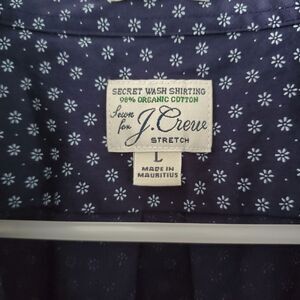 SECRET WASH SHIRTING
98% ORGANIC COTTON
Sewn for J.Crew
STRETCH
L
MADE IN
MAURITIUS